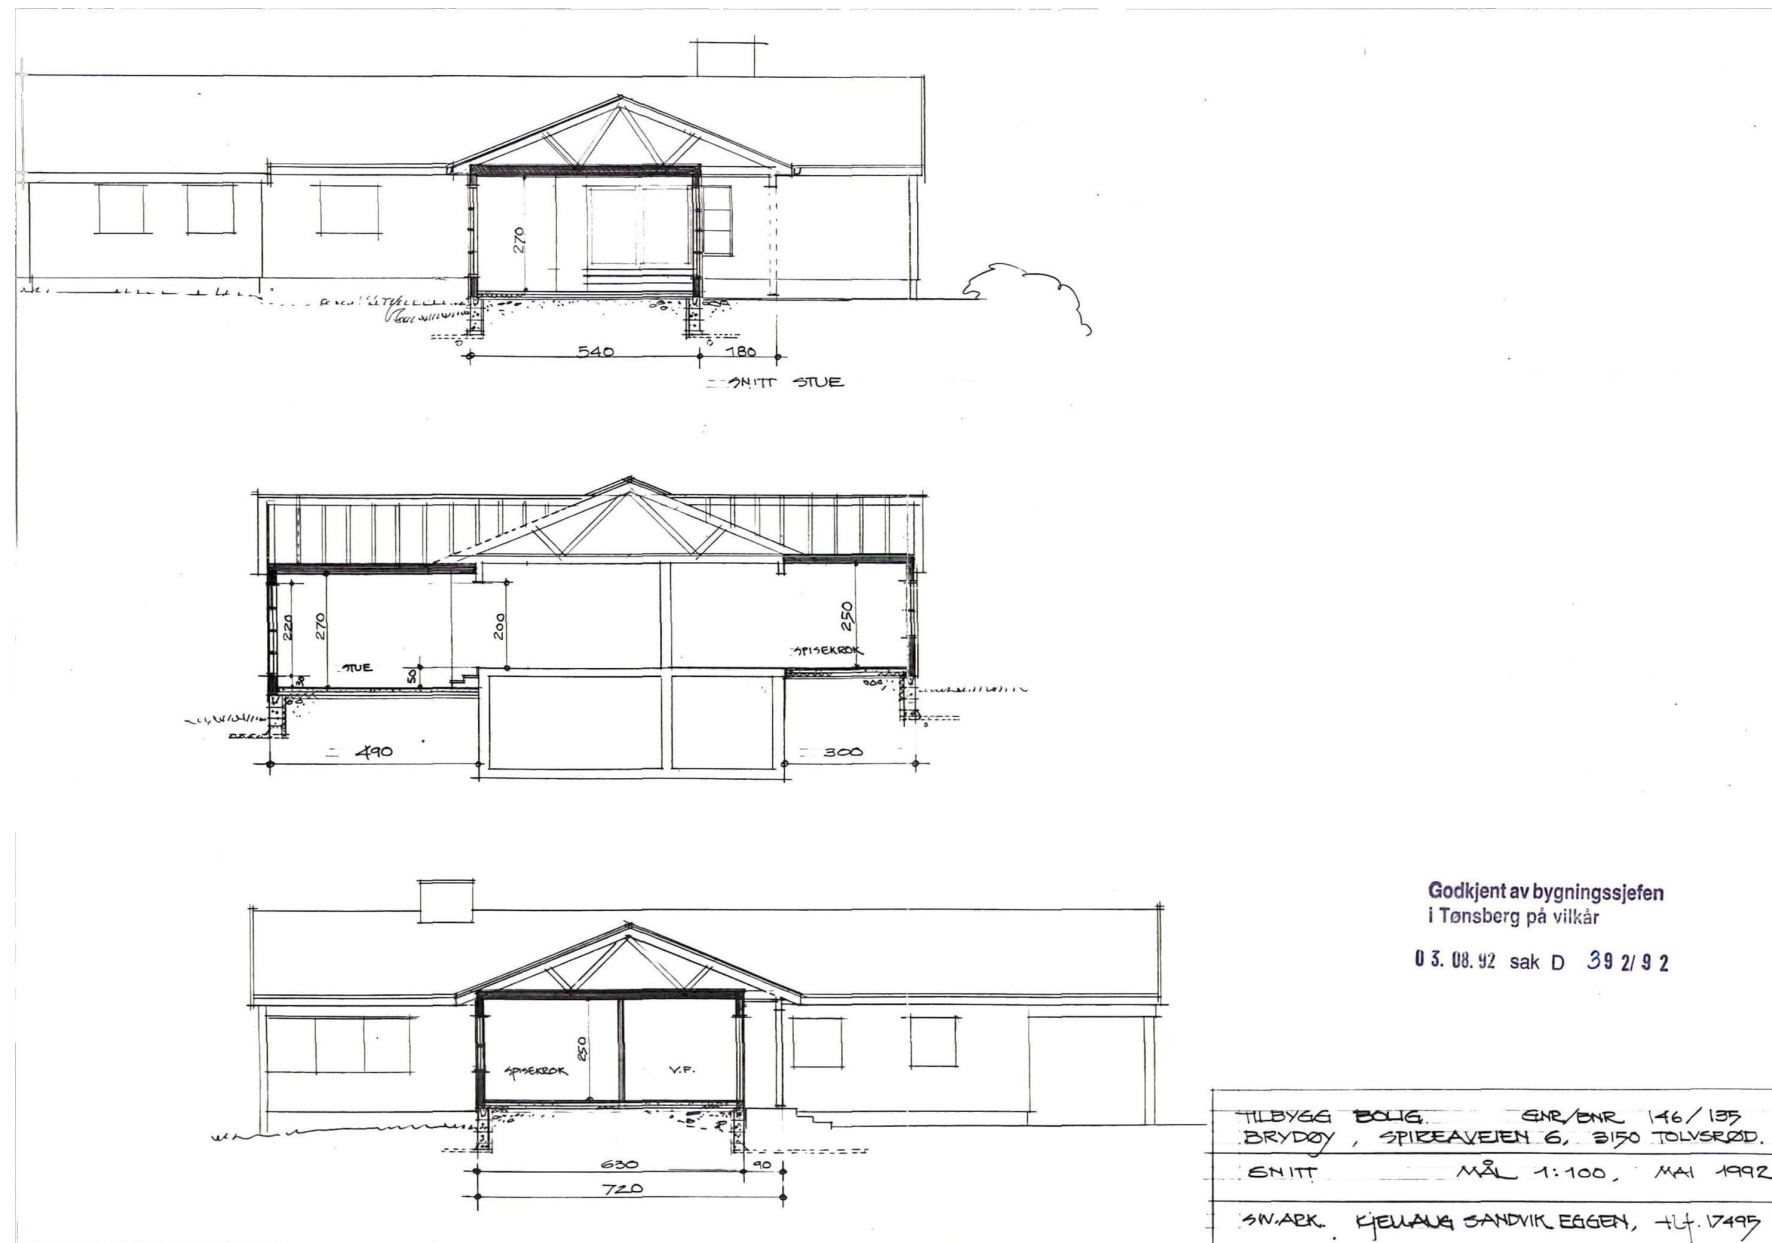 270
540 180
SNITT STUE
220 270 200 250
STUE 50 30 SPISEKROK
490 300
Godkjent av bygningssjefen
i Tønsberg på vilkår
03.08.92 sak D 392/92
250
SPISEKROK V.F.
630 90
720
TILBYGG BOLIG. GNR/BNR 146/135
BRYDØY, SPIREAVEIEN 6, 3150 TOLVSRØD.
SNITT MÅL 1:100, MAI 1992
SIV.ARK. KJELLAUG SANDVIK EGGEN, tlf. 17495